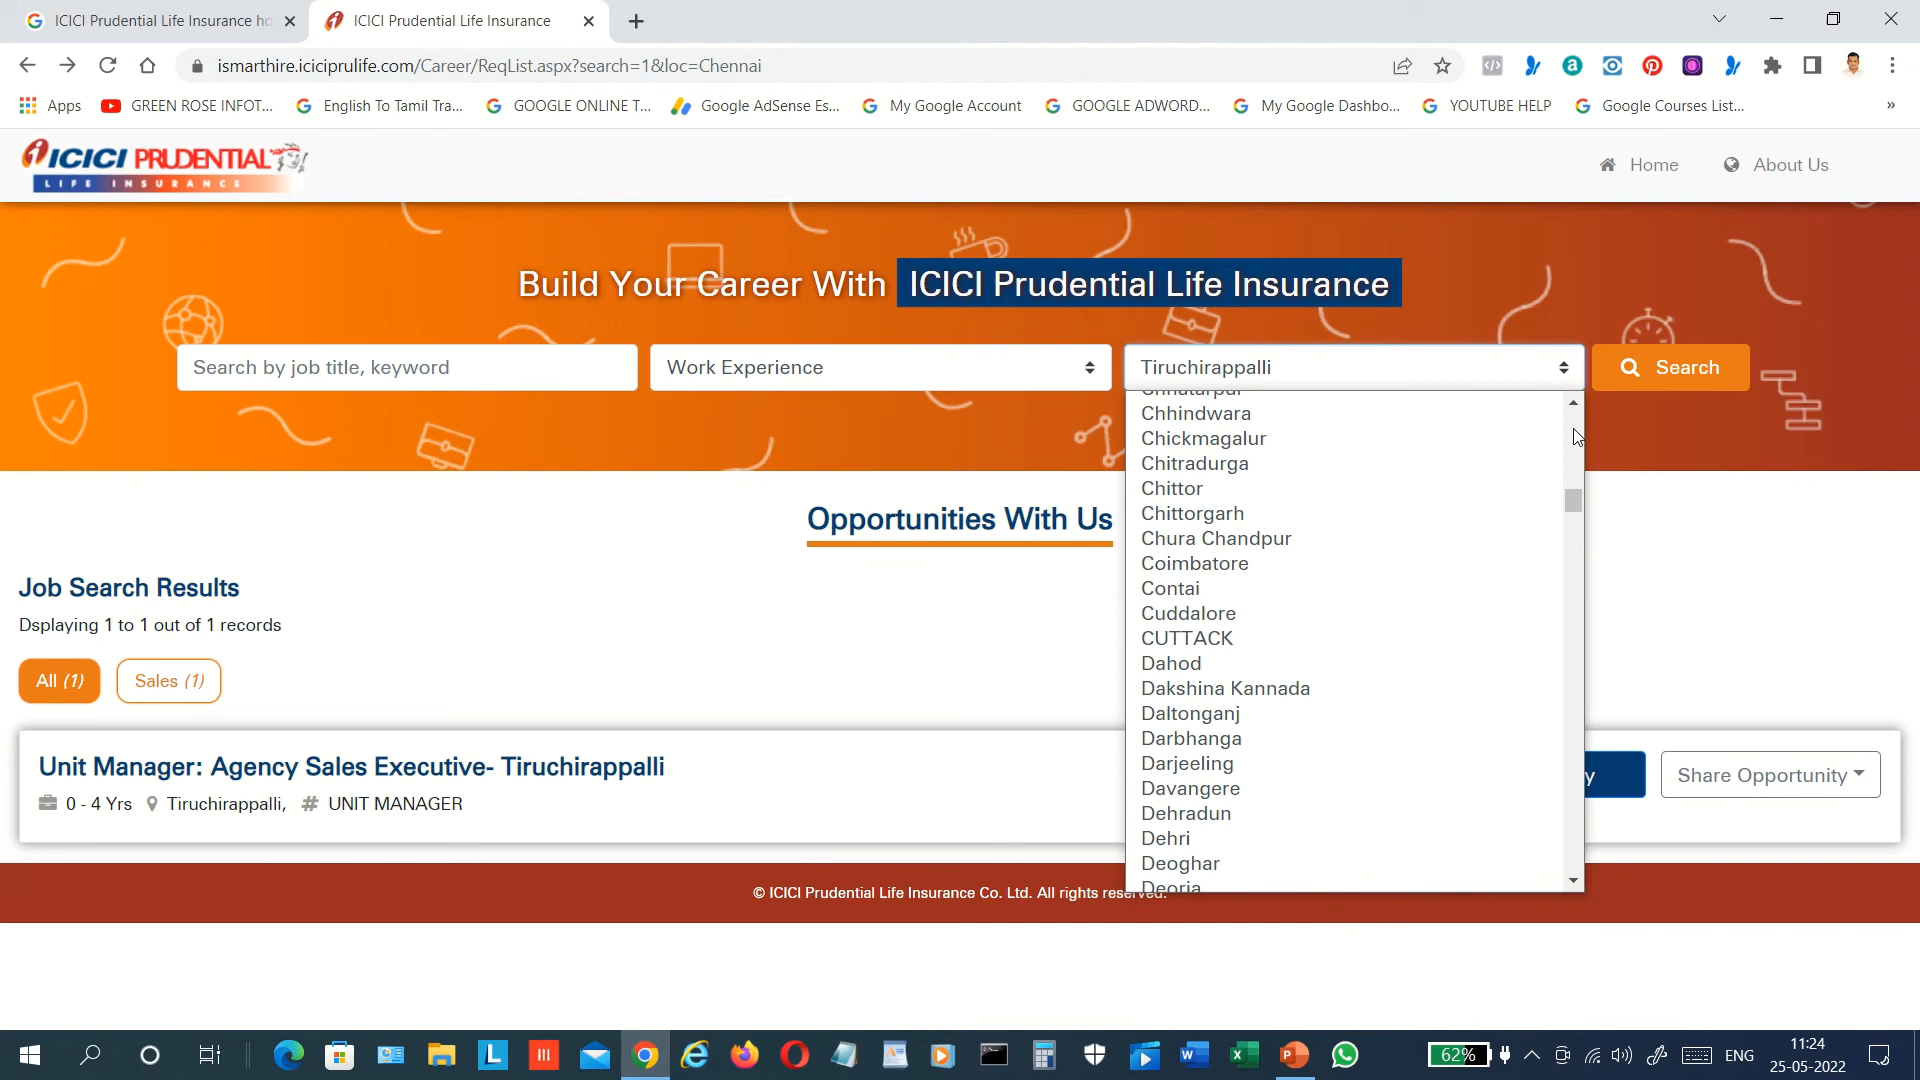 ICICI Prudential Life Insurance ho
ICICI Prudential Life Insurance
ismarthire.iciciprulife.com/Career/ReqList.aspx?search=1&loc=Chennai
Apps GREEN ROSE INFOT... English To Tamil Tra... GOOGLE ONLINE T... Google AdSense Es... My Google Account GOOGLE ADWORD... My Google Dashbo... YOUTUBE HELP Google Courses List... »
ICICI PRUDENTIAL
LIFE INSURANCE
Home About Us
Build Your Career With ICICI Prudential Life Insurance
Search by job title, keyword Work Experience Tiruchirappalli Search
Chhindwara
Chickmagalur
Chitradurga
Chittor
Chittorgarh
Chura Chandpur
Coimbatore
Contai
Cuddalore
CUTTACK
Dahod
Dakshina Kannada
Daltonganj
Darbhanga
Darjeeling
Davangere
Dehradun
Dehri
Deoghar
Deoria
Opportunities With Us
Job Search Results
Dsplaying 1 to 1 out of 1 records
All (1) Sales (1)
Unit Manager: Agency Sales Executive- Tiruchirappalli
0 - 4 Yrs Tiruchirappalli, # UNIT MANAGER
y Share Opportunity
© ICICI Prudential Life Insurance Co. Ltd. All rights reserved.
62% ENG 11:24
25-05-2022